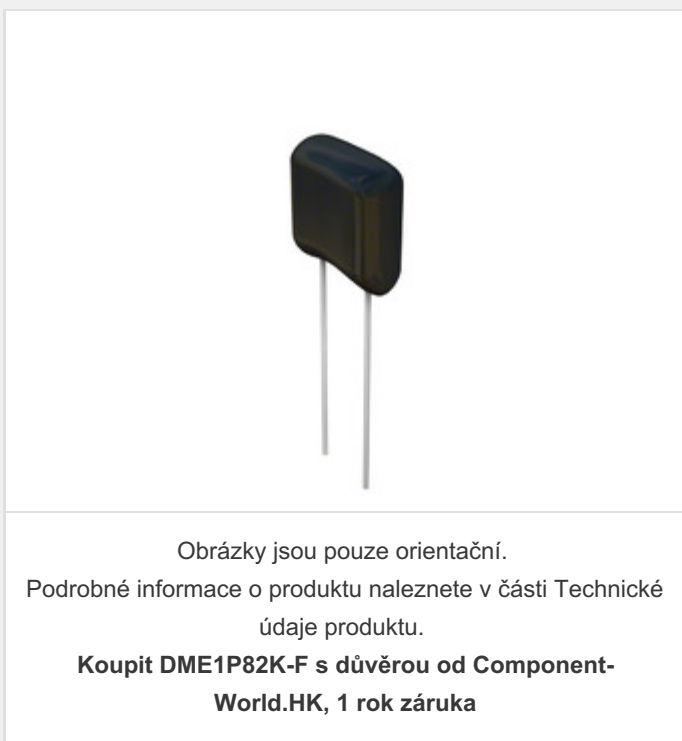 Obrázky jsou pouze orientační.
Podrobné informace o produktu naleznete v části Technické
údaje produktu.
Koupit DME1P82K-F s důvěrou od Component-
World.HK, 1 rok záruka